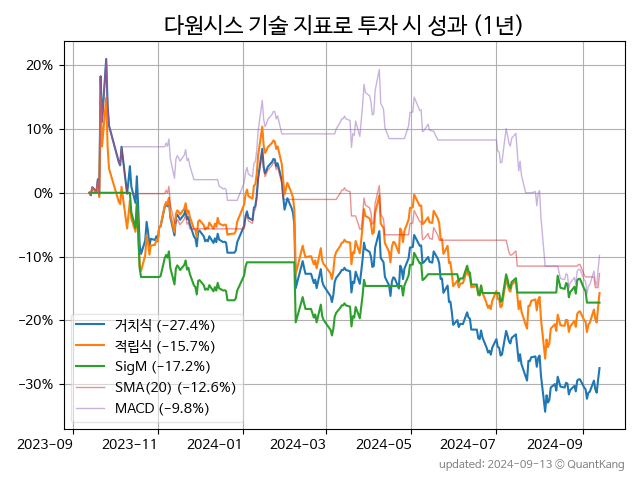 다원시스 기술 지표로 투자 시 성과 (1년)
20%
10%
0%
−10%
−20%
−30%
거치식 (−27.4%)
적립식 (−15.7%)
SigM (−17.2%)
SMA(20) (−12.6%)
MACD (−9.8%)
2023-09 2023-11 2024-01 2024-03 2024-05 2024-07 2024-09
updated: 2024-09-13 © QuantKang